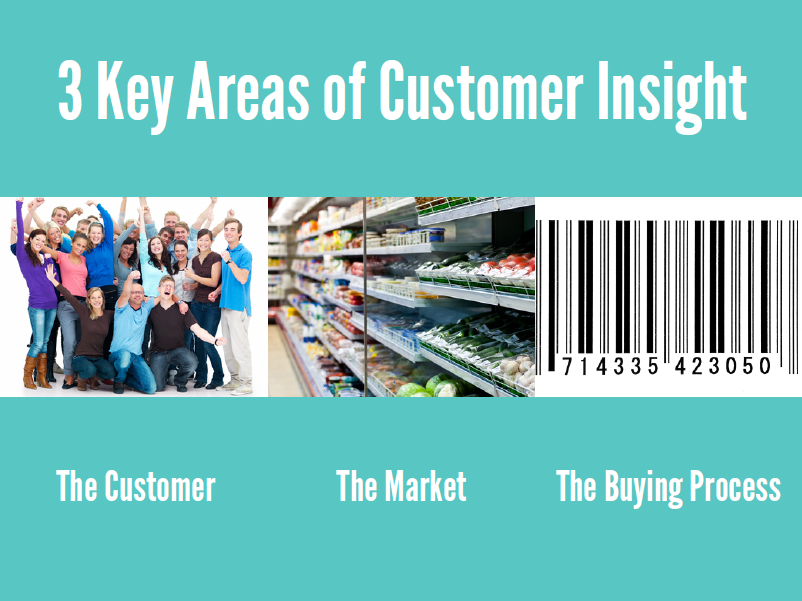 3 Key Areas of Customer Insight
714335 423050
The Customer
The Market
The Buying Process